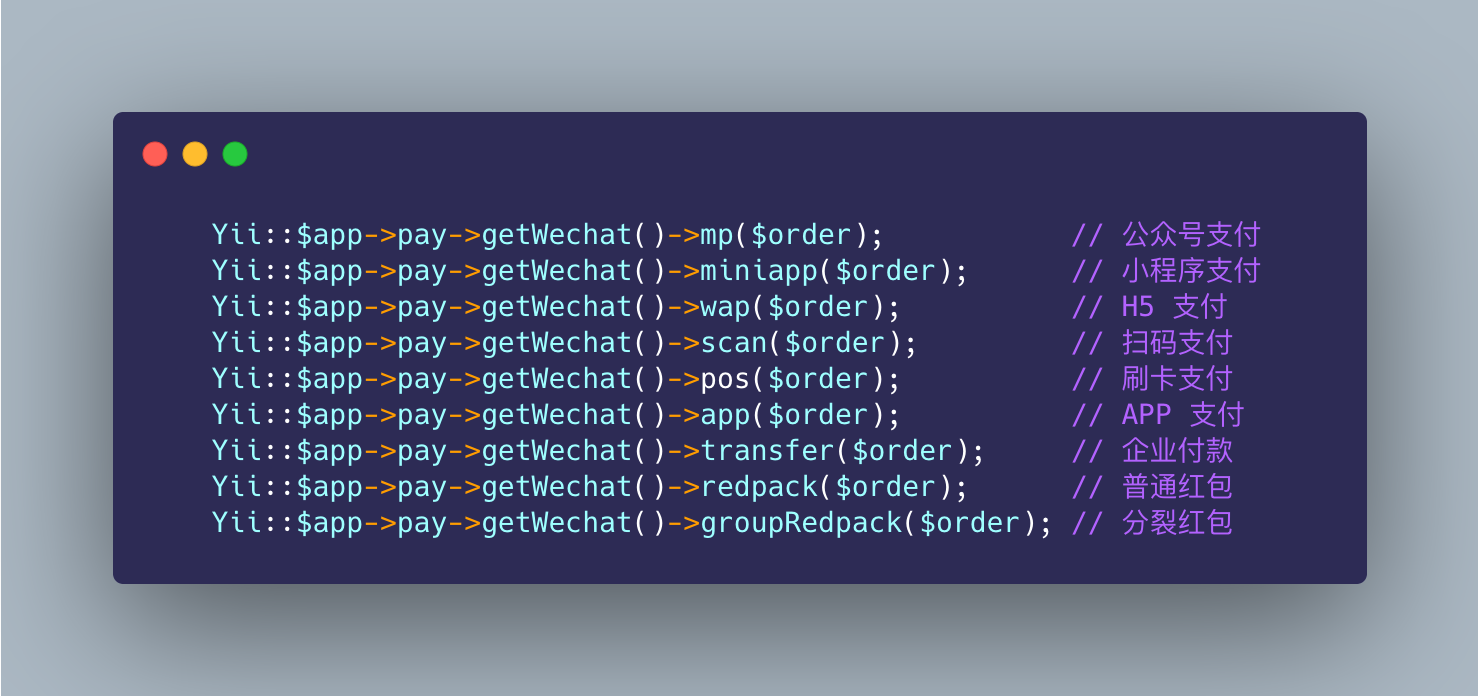 Yii::$app->pay->getWechat()->mp($order);           // 公众号支付
Yii::$app->pay->getWechat()->miniapp($order);      // 小程序支付
Yii::$app->pay->getWechat()->wap($order);          // H5 支付
Yii::$app->pay->getWechat()->scan($order);         // 扫码支付
Yii::$app->pay->getWechat()->pos($order);          // 刷卡支付
Yii::$app->pay->getWechat()->app($order);          // APP 支付
Yii::$app->pay->getWechat()->transfer($order);     // 企业付款
Yii::$app->pay->getWechat()->redpack($order);      // 普通红包
Yii::$app->pay->getWechat()->groupRedpack($order); // 分裂红包